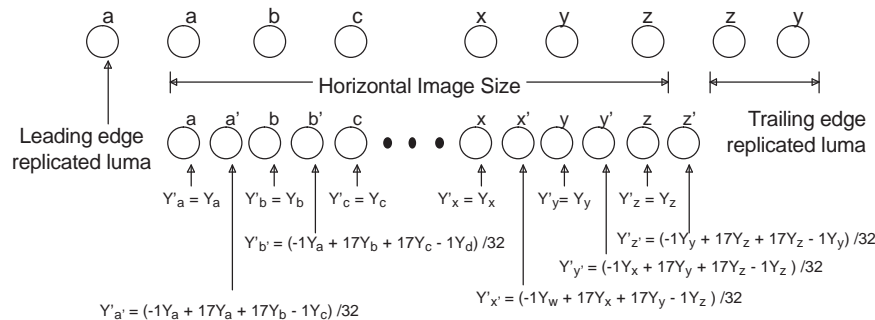 a a b c x y z z y
Horizontal Image Size
Leading edge
replicated luma
Trailing edge
replicated luma
a a’ b b’ c x x’ y y’ z z’
Y’a = Ya Y’b = Yb Y’c = Yc Y’x = Yx Y’y = Yy Y’z = Yz
Y’b’ = (-1Ya + 17Yb + 17Yc - 1Yd) /32
Y’z’ = (-1Yy + 17Yz + 17Yz - 1Yy) /32
Y’y’ = (-1Yx + 17Yy + 17Yz - 1Yz ) /32
Y’a’ = (-1Ya + 17Ya + 17Yb - 1Yc) /32
Y’x’ = (-1Yw + 17Yx + 17Yy - 1Yz ) /32